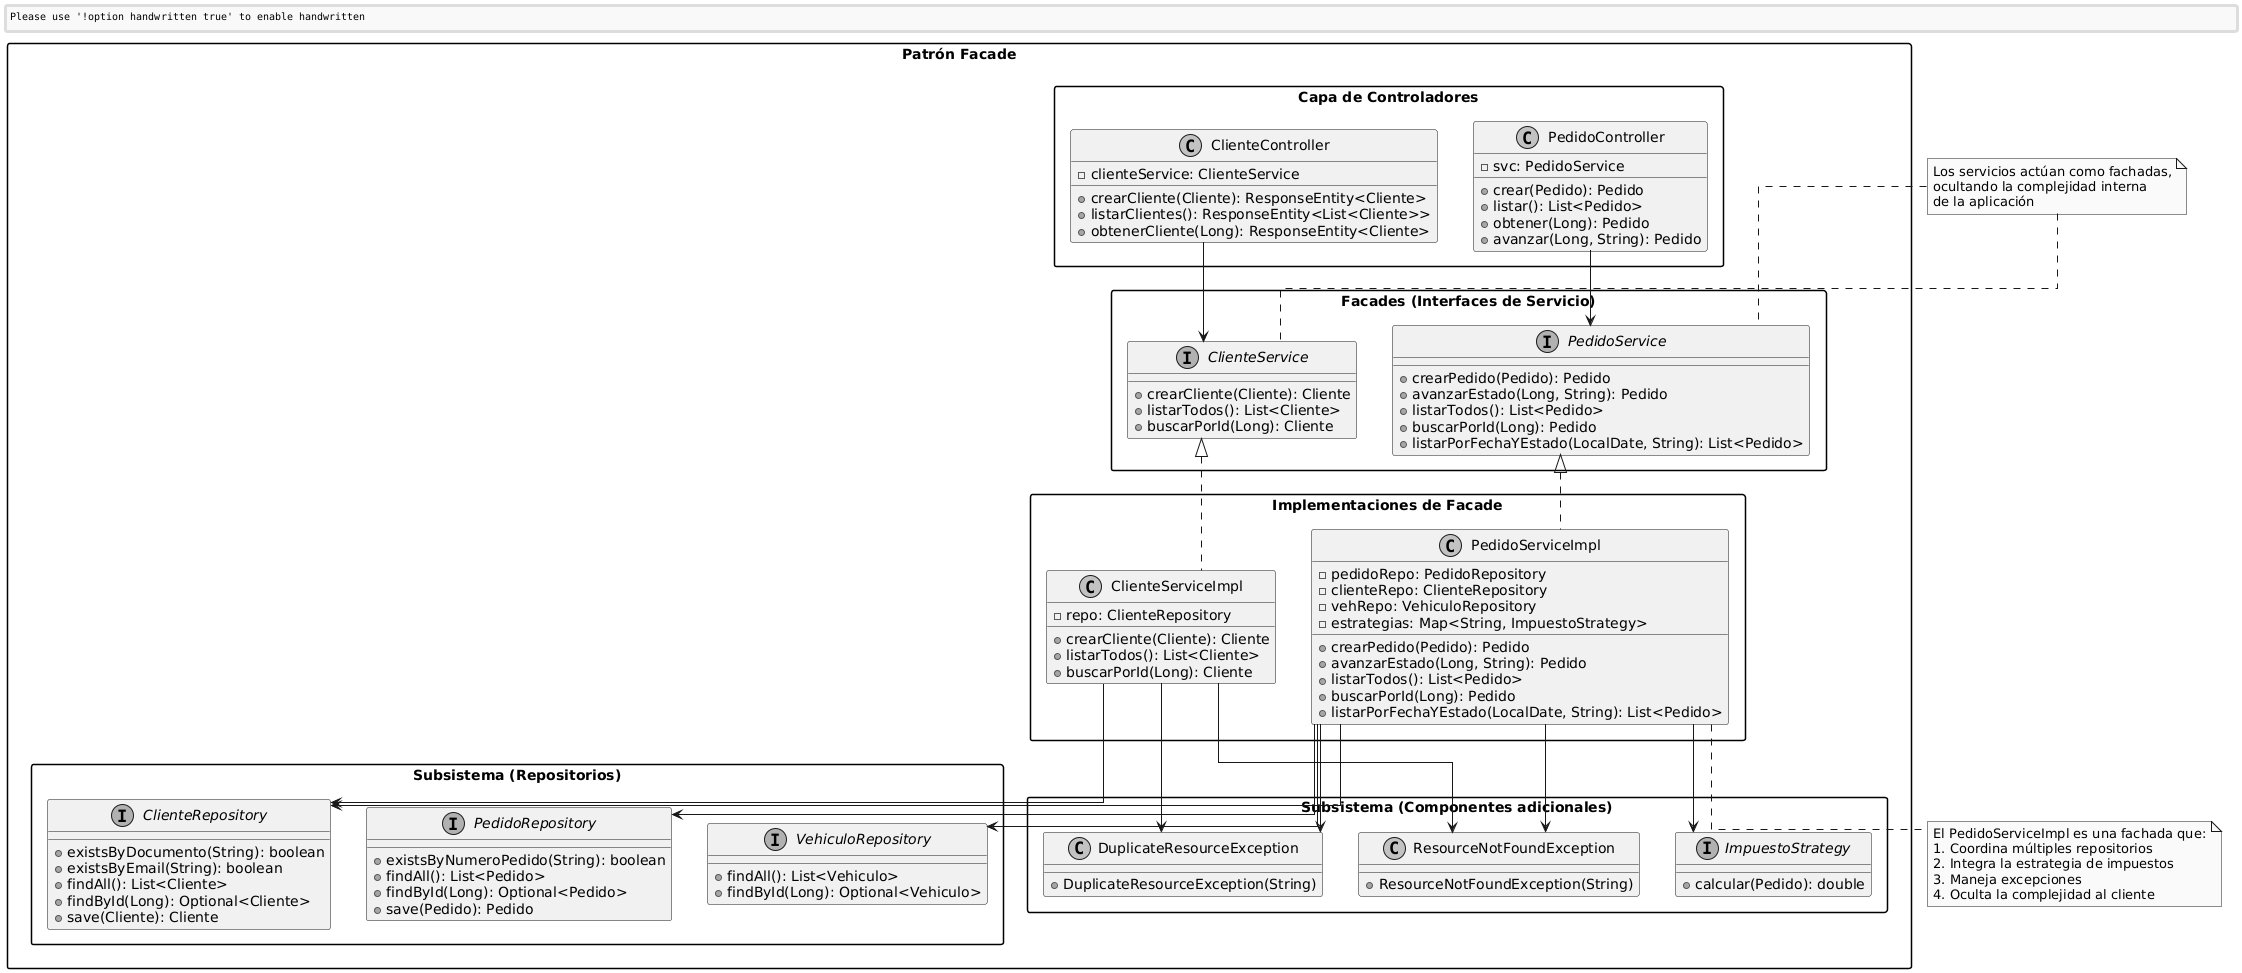 Please use '!option handwritten true' to enable handwritten
Patrón Facade
Capa de Controladores
C ClienteController
clienteService: ClienteService
crearCliente(Cliente): ResponseEntity<Cliente>
listarClientes(): ResponseEntity<List<Cliente>>
obtenerCliente(Long): ResponseEntity<Cliente>
C PedidoController
svc: PedidoService
crear(Pedido): Pedido
listar(): List<Pedido>
obtener(Long): Pedido
avanzar(Long, String): Pedido
Los servicios actúan como fachadas,
ocultando la complejidad interna
de la aplicación
Facades (Interfaces de Servicio)
I ClienteService
crearCliente(Cliente): Cliente
listarTodos(): List<Cliente>
buscarPorId(Long): Cliente
I PedidoService
crearPedido(Pedido): Pedido
avanzarEstado(Long, String): Pedido
listarTodos(): List<Pedido>
buscarPorId(Long): Pedido
listarPorFechaYEstado(LocalDate, String): List<Pedido>
Implementaciones de Facade
C ClienteServiceImpl
repo: ClienteRepository
crearCliente(Cliente): Cliente
listarTodos(): List<Cliente>
buscarPorId(Long): Cliente
C PedidoServiceImpl
pedidoRepo: PedidoRepository
clienteRepo: ClienteRepository
vehRepo: VehiculoRepository
estrategias: Map<String, ImpuestoStrategy>
crearPedido(Pedido): Pedido
avanzarEstado(Long, String): Pedido
listarTodos(): List<Pedido>
buscarPorId(Long): Pedido
listarPorFechaYEstado(LocalDate, String): List<Pedido>
Subsistema (Repositorios)
I ClienteRepository
existsByDocumento(String): boolean
existsByEmail(String): boolean
findAll(): List<Cliente>
findById(Long): Optional<Cliente>
save(Cliente): Cliente
I PedidoRepository
existsByNumeroPedido(String): boolean
findAll(): List<Pedido>
findById(Long): Optional<Pedido>
save(Pedido): Pedido
I VehiculoRepository
findAll(): List<Vehiculo>
findById(Long): Optional<Vehiculo>
Subsistema (Componentes adicionales)
C DuplicateResourceException
DuplicateResourceException(String)
C ResourceNotFoundException
ResourceNotFoundException(String)
I ImpuestoStrategy
calcular(Pedido): double
El PedidoServiceImpl es una fachada que:
1. Coordina múltiples repositorios
2. Integra la estrategia de impuestos
3. Maneja excepciones
4. Oculta la complejidad al cliente